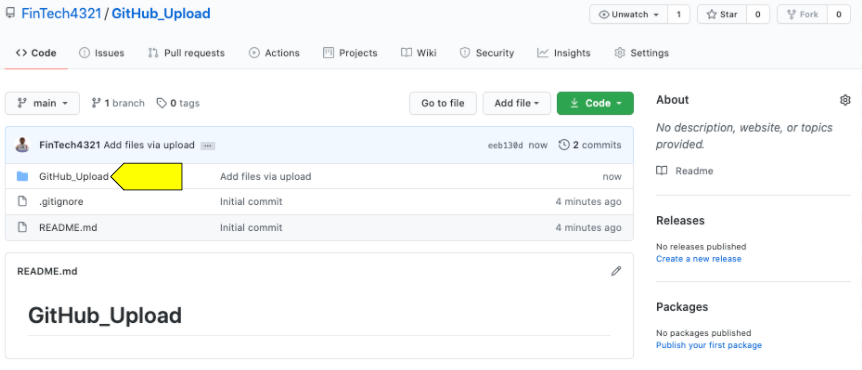 FinTech4321 / GitHub_Upload
Unwatch 1 Star 0 Fork 0
Code Issues Pull requests Actions Projects Wiki Security Insights Settings
main 1 branch 0 tags Go to file Add file Code
FinTech4321 Add files via upload ... eeb130d now 2 commits
GitHub_Upload Add files via upload now
.gitignore Initial commit 4 minutes ago
README.md Initial commit 4 minutes ago
README.md
GitHub_Upload
About
No description, website, or topics
provided.
Readme
Releases
No releases published
Create a new release
Packages
No packages published
Publish your first package